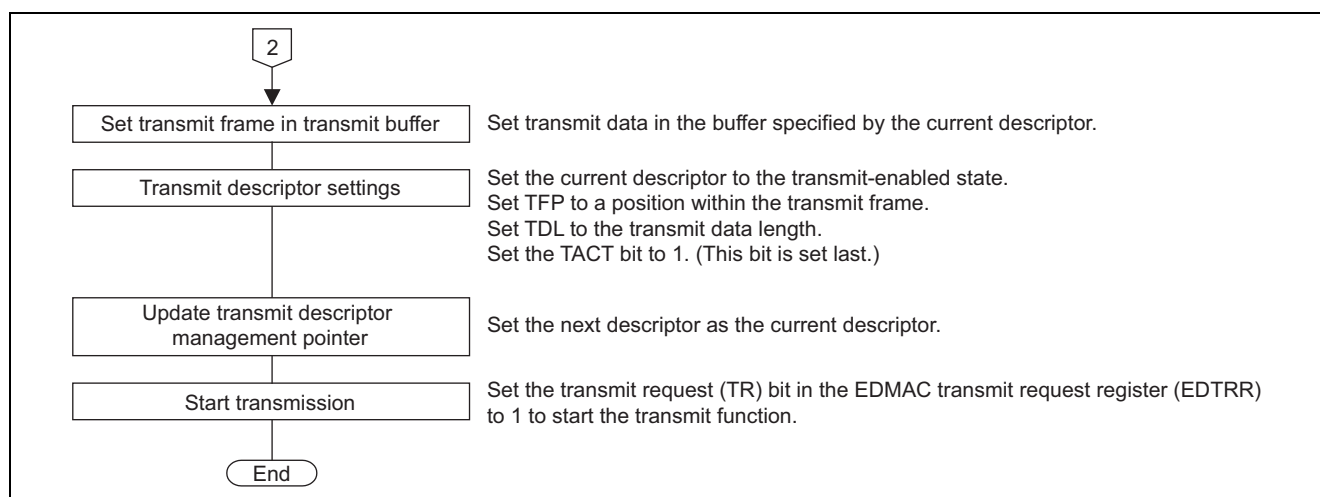 2
Set transmit frame in transmit buffer
Set transmit data in the buffer specified by the current descriptor.
Transmit descriptor settings
Set the current descriptor to the transmit-enabled state.
Set TFP to a position within the transmit frame.
Set TDL to the transmit data length.
Set the TACT bit to 1. (This bit is set last.)
Update transmit descriptor
management pointer
Set the next descriptor as the current descriptor.
Start transmission
Set the transmit request (TR) bit in the EDMAC transmit request register (EDTRR)
to 1 to start the transmit function.
End